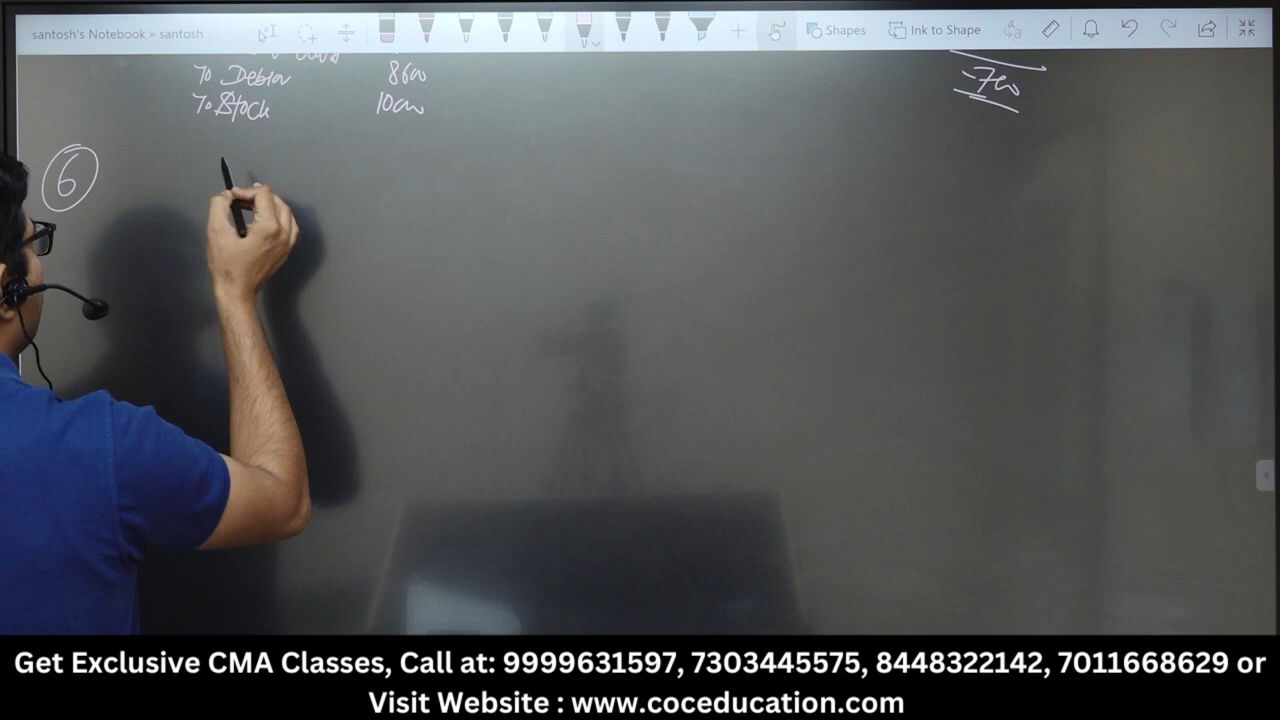 santosh's Notebook » santosh
Shapes
Ink to Shape
To Debtor 8600
To Stock 1000
-700
6
Get Exclusive CMA Classes, Call at: 9999631597, 7303445575, 8448322142, 7011668629 or
Visit Website : www.coceducation.com